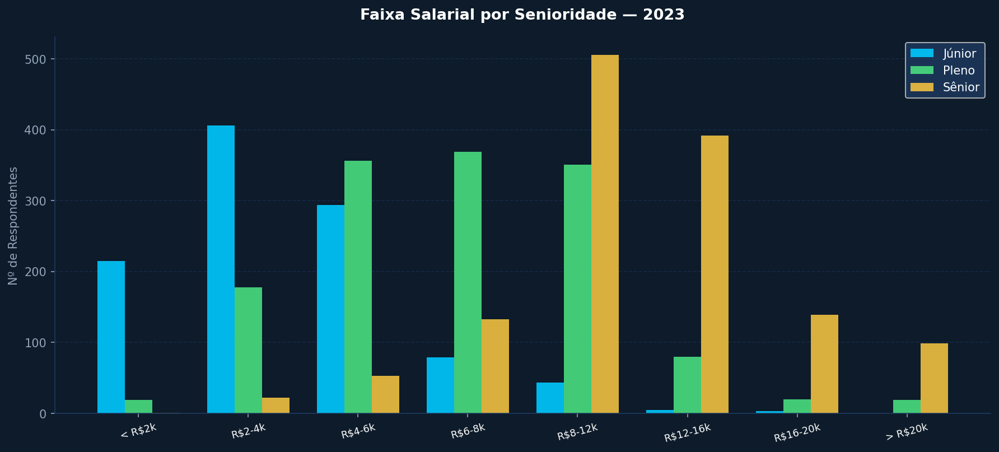 Faixa Salarial por Senioridade — 2023
Júnior
Pleno
Sênior
Nº de Respondentes
500
400
300
200
100
0
< R$2k
R$2-4k
R$4-6k
R$6-8k
R$8-12k
R$12-16k
R$16-20k
> R$20k